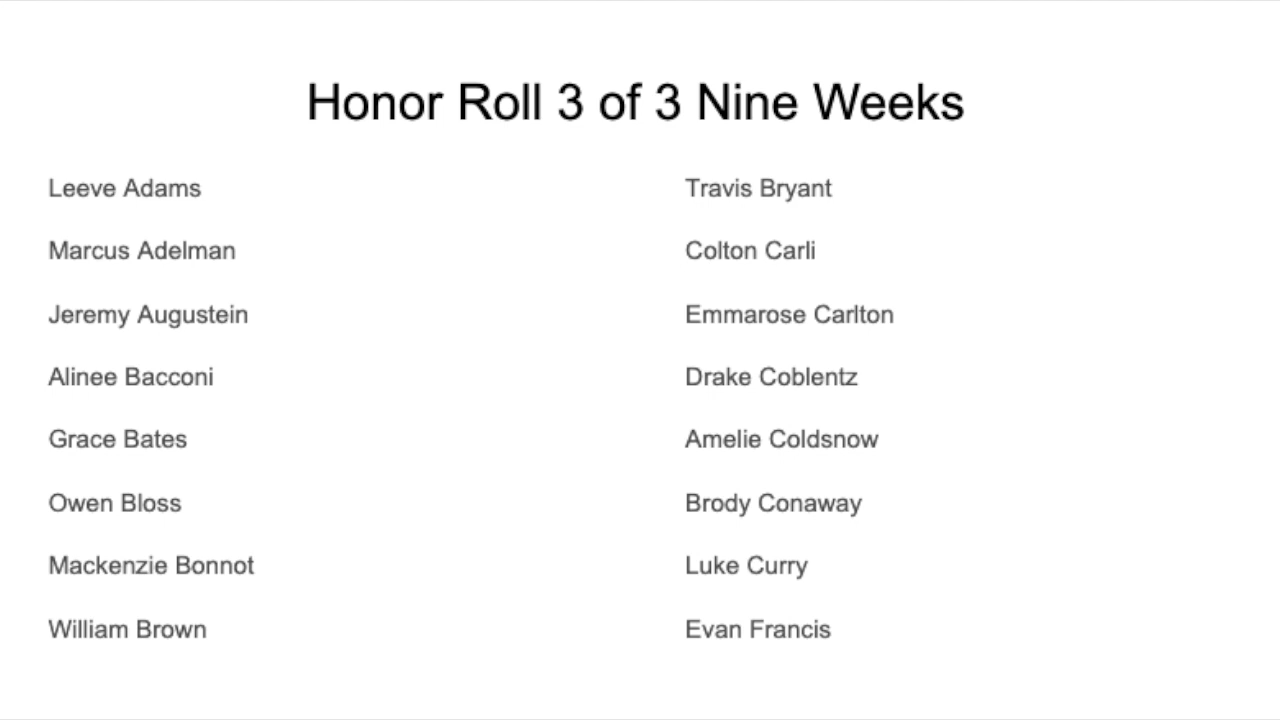 Honor Roll 3 of 3 Nine Weeks
Leeve Adams
Marcus Adelman
Jeremy Augustein
Alinee Bacconi
Grace Bates
Owen Bloss
Mackenzie Bonnot
William Brown
Travis Bryant
Colton Carli
Emmarose Carlton
Drake Coblentz
Amelie Coldsnow
Brody Conaway
Luke Curry
Evan Francis